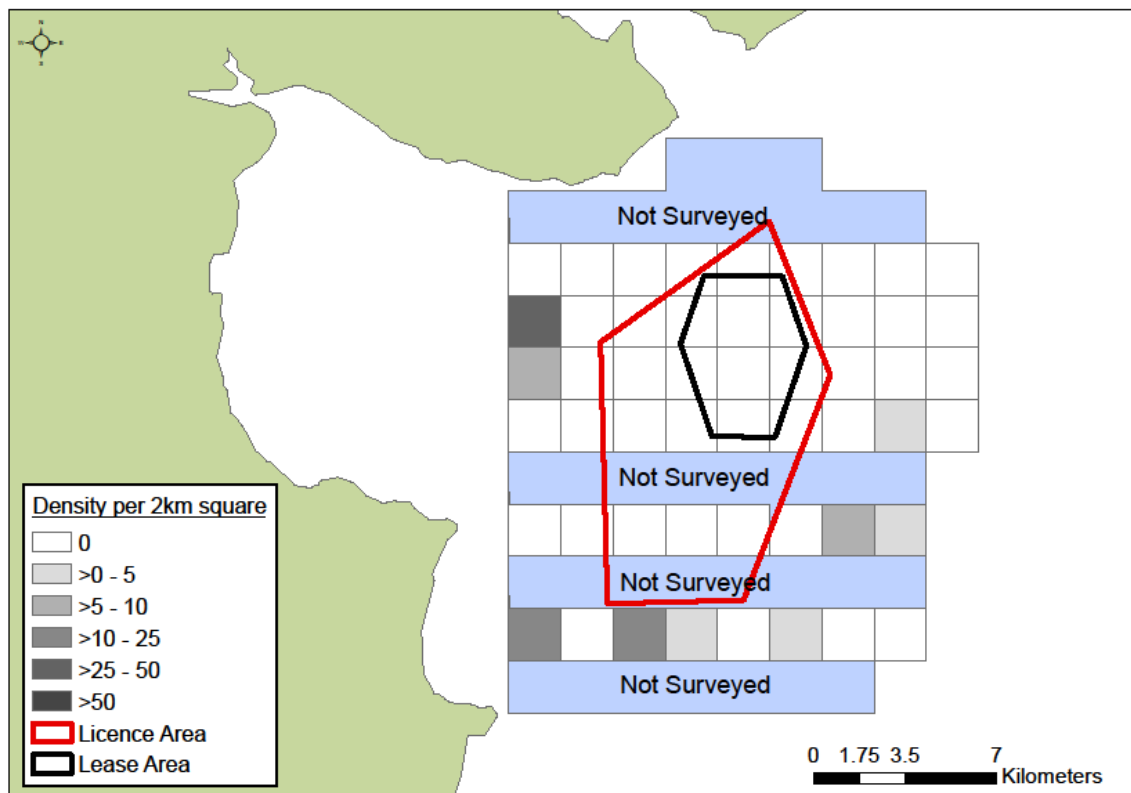 N
W E
S
Not Surveyed
Not Surveyed
Not Surveyed
Not Surveyed
Density per 2km square
0
>0 - 5
>5 - 10
>10 - 25
>25 - 50
>50
Licence Area
Lease Area
0 1.75 3.5 7
Kilometers